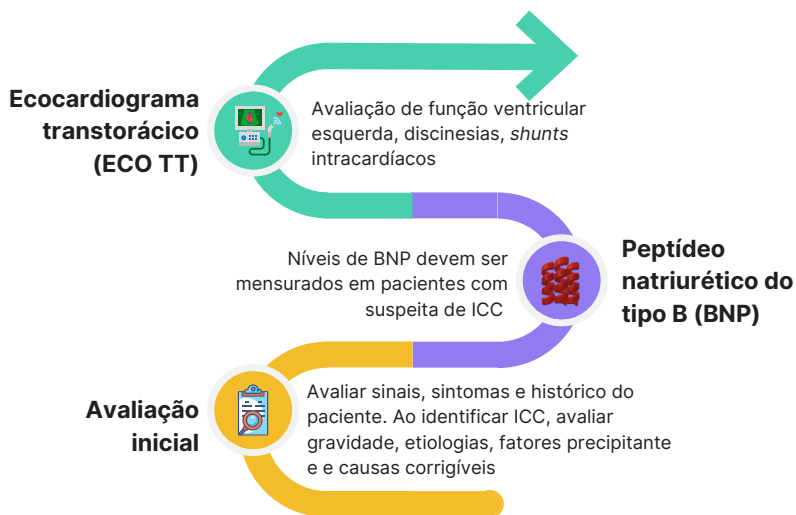 Ecocardiograma
transtorácico
(ECO TT)
Avaliação de função ventricular
esquerda, discinesias, shunts
intracardíacos
Níveis de BNP devem ser
mensurados em pacientes com
suspeita de ICC
Peptídeo
natriurético do
tipo B (BNP)
Avaliação
inicial
Avaliar sinais, sintomas e histórico do
paciente. Ao identificar ICC, avaliar
gravidade, etiologias, fatores precipitante
e e causas corrigíveis